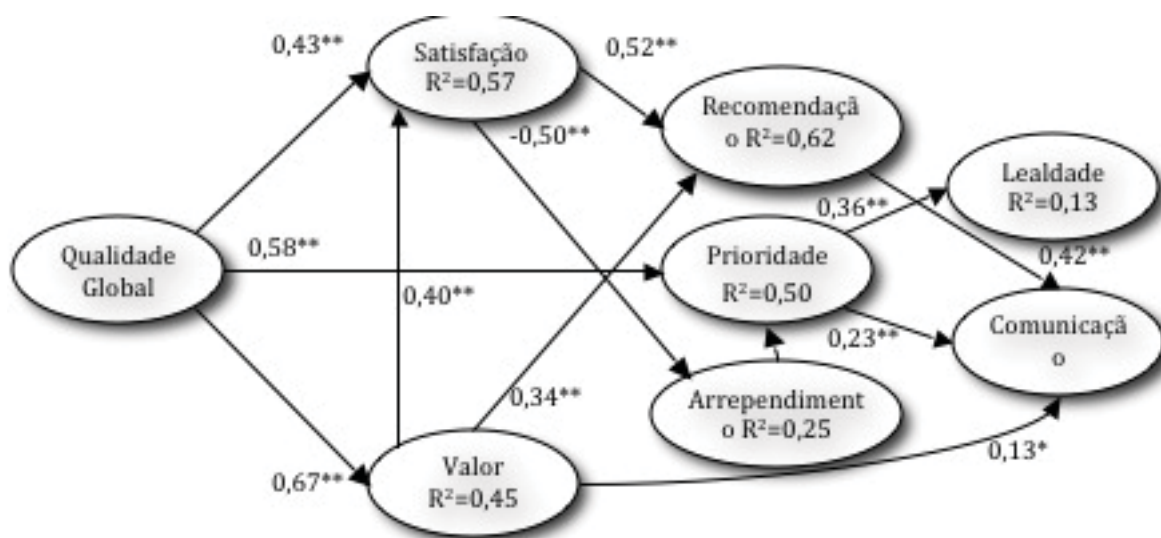 0,43**
Satisfação
R²=0,57
0,52**
-0,50**
Recomendaçã
o R²=0,62
Lealdade
R²=0,13
0,36**
Qualidade
Global
0,58**
0,40**
Prioridade
R²=0,50
0,42**
0,23**
Comunicaçã
o
0,34**
Arrependiment
o R²=0,25
0,67**
Valor
R²=0,45
0,13*